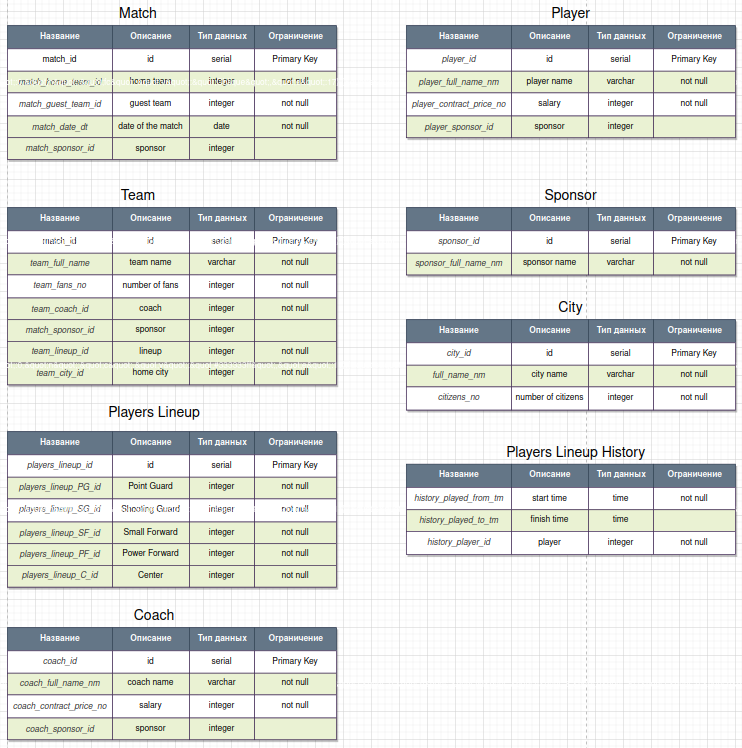 Match
Название Описание Тип данных Ограничение
match_id id serial Primary Key
match_home_team_id home team integer not null
match_guest_team_id guest team integer not null
match_date_dt date of the match date not null
match_sponsor_id sponsor integer
Team
Название Описание Тип данных Ограничение
match_id id serial Primary Key
team_full_name team name varchar not null
team_fans_no number of fans integer not null
team_coach_id coach integer not null
match_sponsor_id sponsor integer
team_lineup_id lineup integer not null
team_city_id home city integer not null
Players Lineup
Название Описание Тип данных Ограничение
players_lineup_id id serial Primary Key
players_lineup_PG_id Point Guard integer not null
players_lineup_SG_id Shooting Guard integer not null
players_lineup_SF_id Small Forward integer not null
players_lineup_PF_id Power Forward integer not null
players_lineup_C_id Center integer not null
Coach
Название Описание Тип данных Ограничение
coach_id id serial Primary Key
coach_full_name_nm coach name varchar not null
coach_contract_price_no salary integer not null
coach_sponsor_id sponsor integer
Player
Название Описание Тип данных Ограничение
player_id id serial Primary Key
player_full_name_nm player name varchar not null
player_contract_price_no salary integer not null
player_sponsor_id sponsor integer
Sponsor
Название Описание Тип данных Ограничение
sponsor_id id serial Primary Key
sponsor_full_name_nm sponsor name varchar not null
City
Название Описание Тип данных Ограничение
city_id id serial Primary Key
full_name_nm city name varchar not null
citizens_no number of citizens integer not null
Players Lineup History
Название Описание Тип данных Ограничение
history_played_from_tm start time time not null
history_played_to_tm finish time time
history_player_id player integer not null